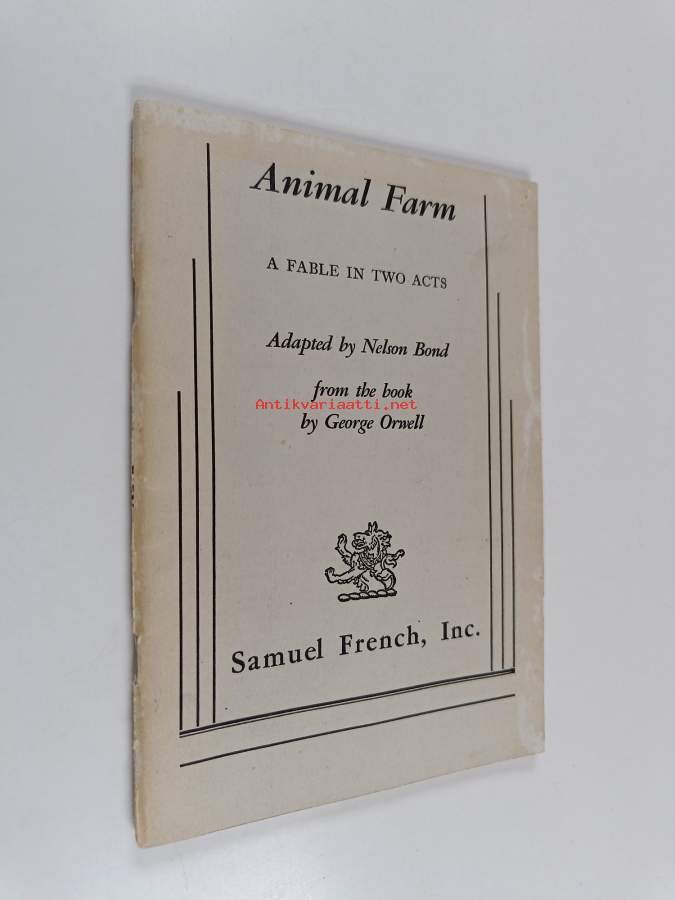 Animal Farm
A FABLE IN TWO ACTS
Adapted by Nelson Bond
from the book
Antikvariaatti.net
by George Orwell
Samuel French, Inc.